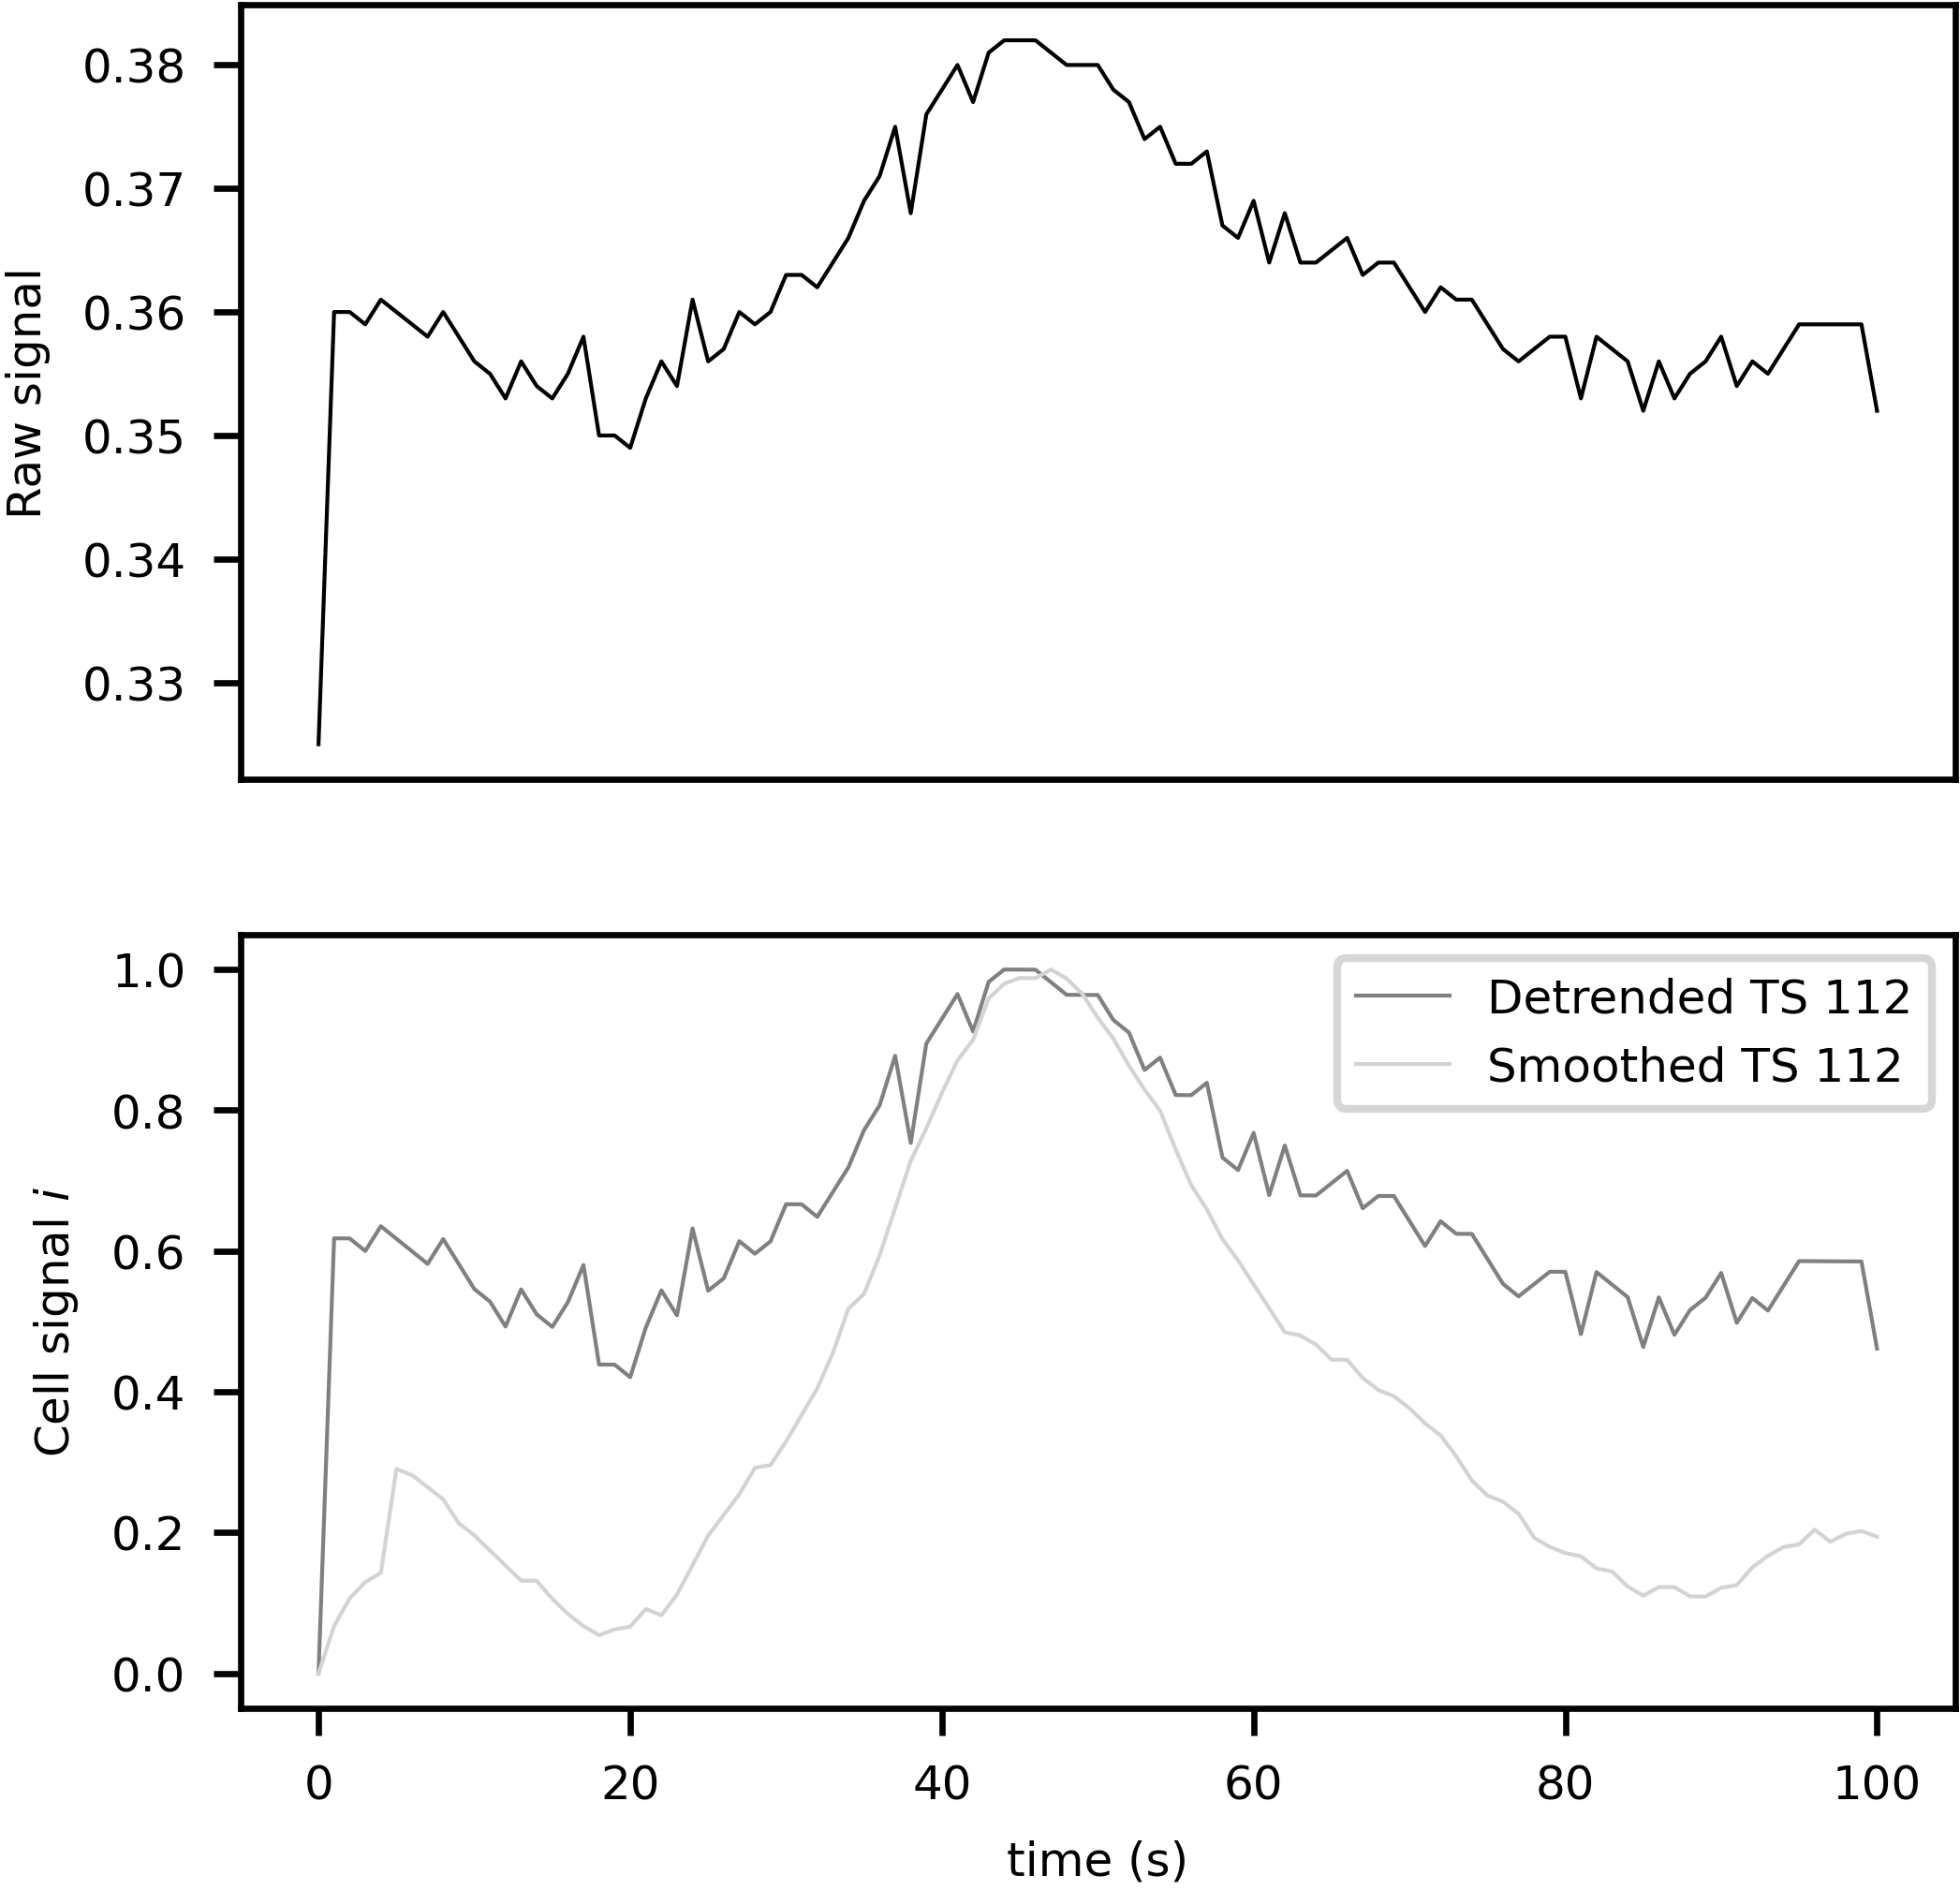 Raw signal
0.38
0.37
0.36
0.35
0.34
0.33
Cell signal i
1.0
0.8
0.6
0.4
0.2
0.0
Detrended TS 112
Smoothed TS 112
0 20 40 60 80 100
time (s)